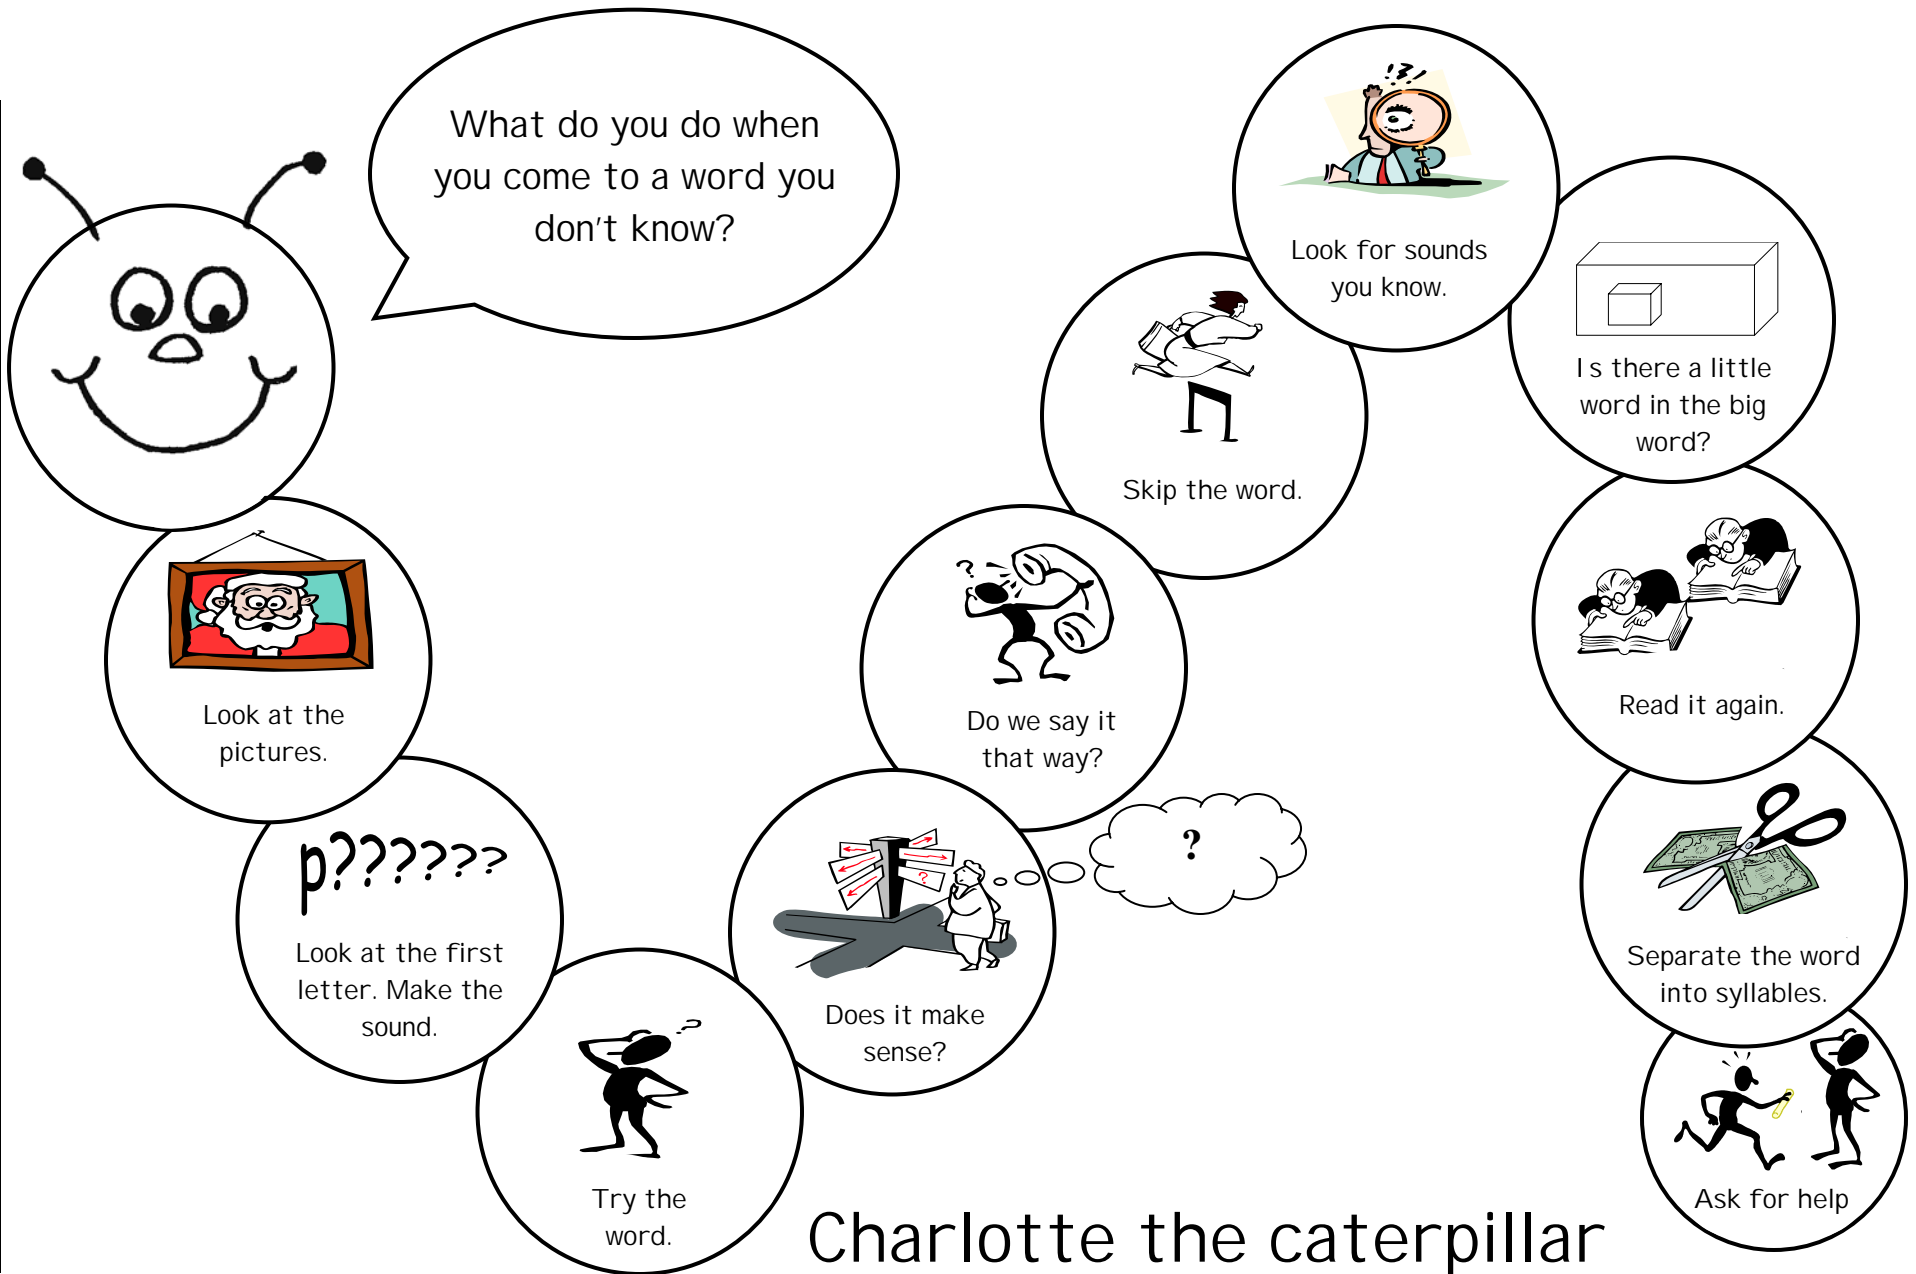 What do you do when
you come to a word you
don't know?
Look at the
pictures.
p??????
Look at the first
letter. Make the
sound.
?
Try the
word.
?
?
Does it make
sense?
?
Do we say it
that way?
Skip the word.
!?!
Look for sounds
you know.
Is there a little
word in the big
word?
Read it again.
Separate the word
into syllables.
Ask for help
Charlotte the caterpillar